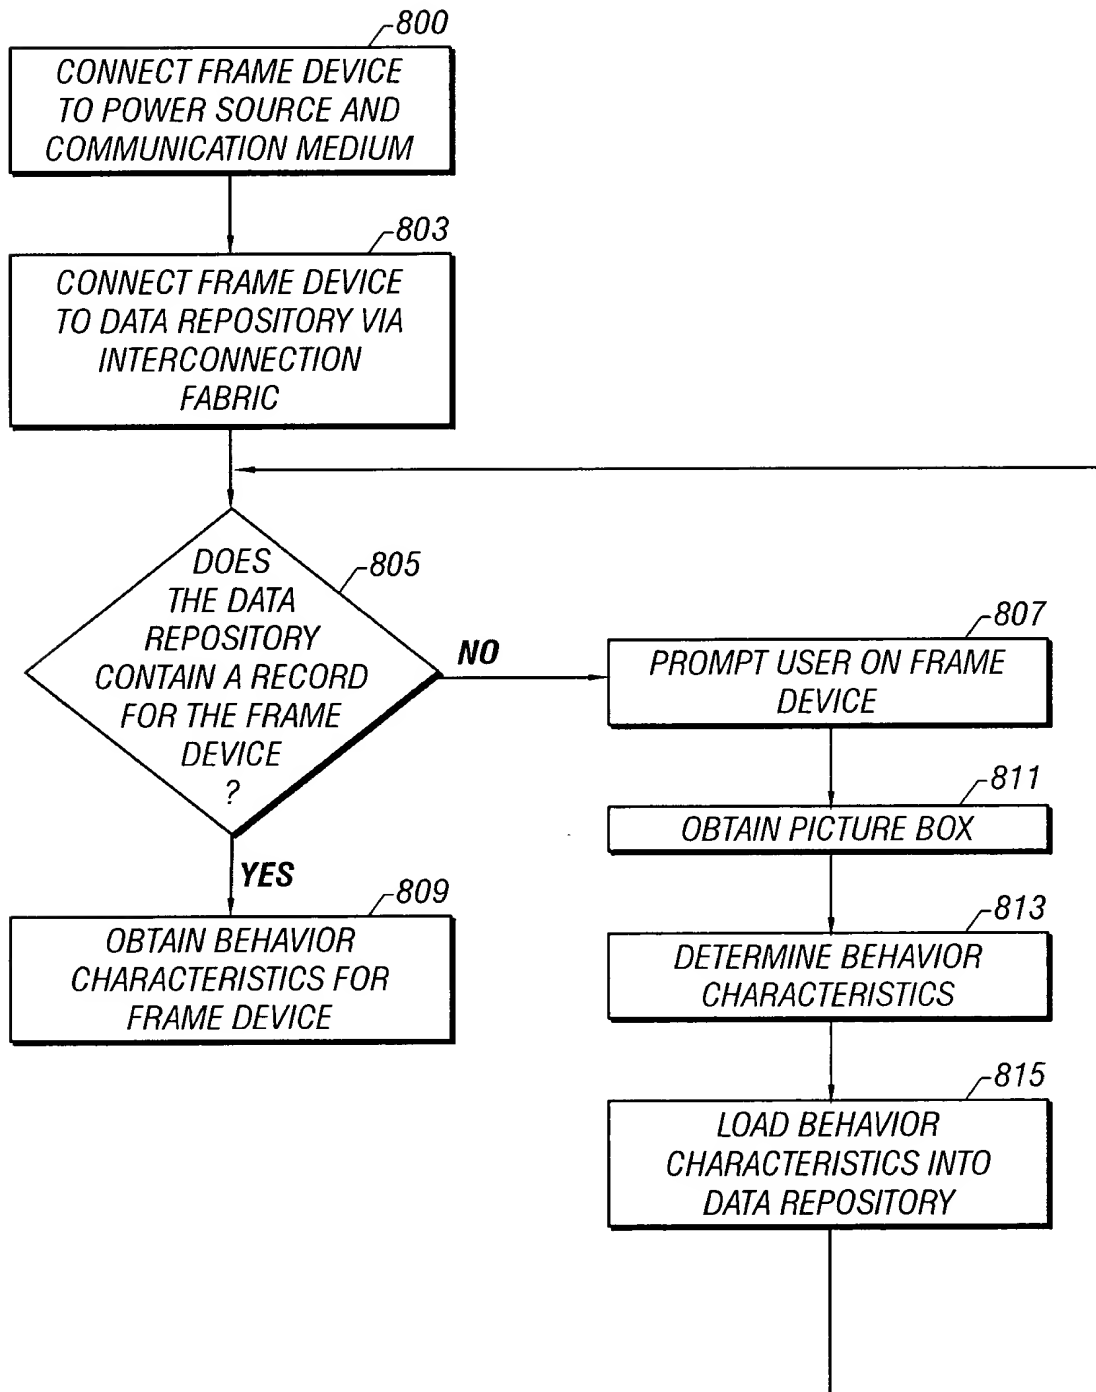 800
CONNECT FRAME DEVICE
TO POWER SOURCE AND
COMMUNICATION MEDIUM
803
CONNECT FRAME DEVICE
TO DATA REPOSITORY VIA
INTERCONNECTION
FABRIC
805
DOES
THE DATA
REPOSITORY
CONTAIN A RECORD
FOR THE FRAME
DEVICE
?
NO
YES
809
OBTAIN BEHAVIOR
CHARACTERISTICS FOR
FRAME DEVICE
807
PROMPT USER ON FRAME
DEVICE
811
OBTAIN PICTURE BOX
813
DETERMINE BEHAVIOR
CHARACTERISTICS
815
LOAD BEHAVIOR
CHARACTERISTICS INTO
DATA REPOSITORY